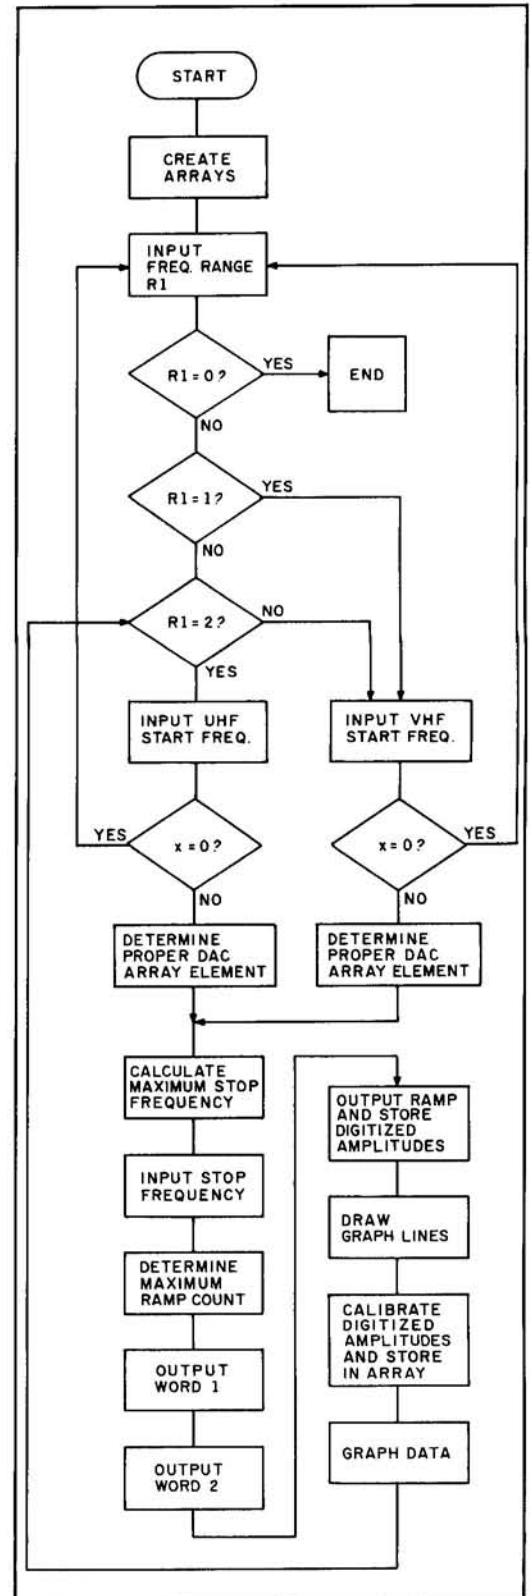 START
CREATE
ARRAYS
INPUT
FREQ. RANGE
R1
R1=0?
YES
END
NO
R1=1?
YES
NO
R1=2?
NO
YES
INPUT UHF
START FREQ.
INPUT VHF
START FREQ.
YES
x=0?
x=0?
YES
NO
NO
DETERMINE
PROPER DAC
ARRAY ELEMENT
DETERMINE
PROPER DAC
ARRAY ELEMENT
CALCULATE
MAXIMUM STOP
FREQUENCY
INPUT STOP
FREQUENCY
DETERMINE
MAXIMUM
RAMP COUNT
OUTPUT
WORD 1
OUTPUT
WORD 2
OUTPUT RAMP
AND STORE
DIGITIZED
AMPLITUDES
DRAW
GRAPH LINES
CALIBRATE
DIGITIZED
AMPLITUDES
AND STORE
IN ARRAY
GRAPH DATA